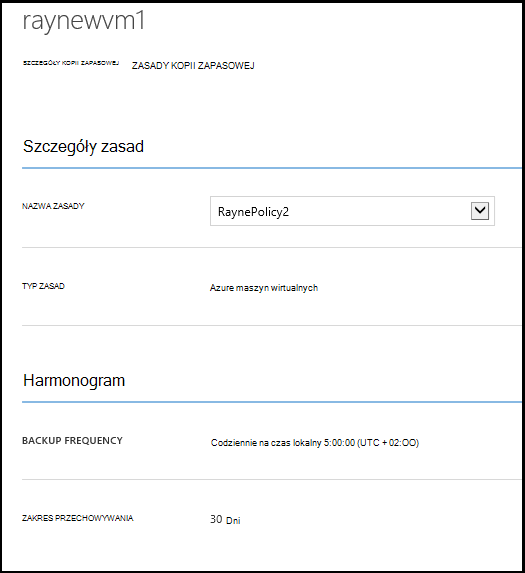 raynewvm1
SZCZEGÓŁY KOPII ZAPASOWEJ ZASADY KOPII ZAPASOWEJ
Szczegóły zasad
NAZWA ZASADY RaynePolicy2
TYP ZASAD Azure maszyn wirtualnych
Harmonogram
BACKUP FREQUENCY Codziennie na czas lokalny 5:00:00 (UTC + 02:OO)
ZAKRES PRZECHOWYWANIA 30 Dni